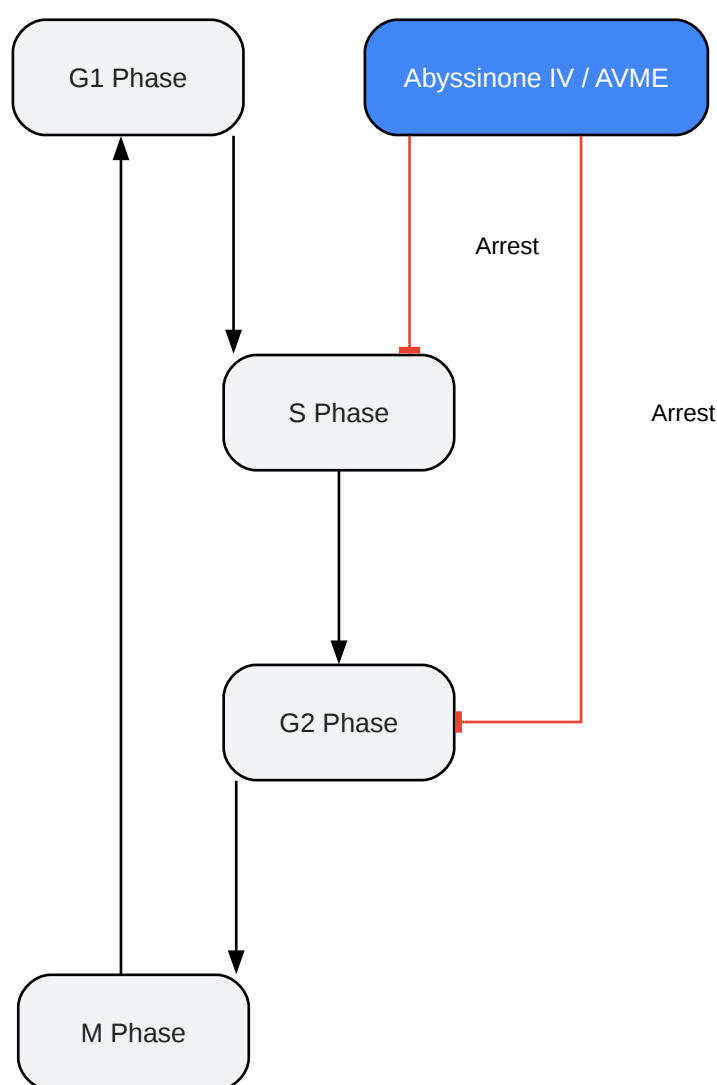 G1 Phase
Abyssinone IV / AVME
Arrest
S Phase
Arrest
G2 Phase
M Phase